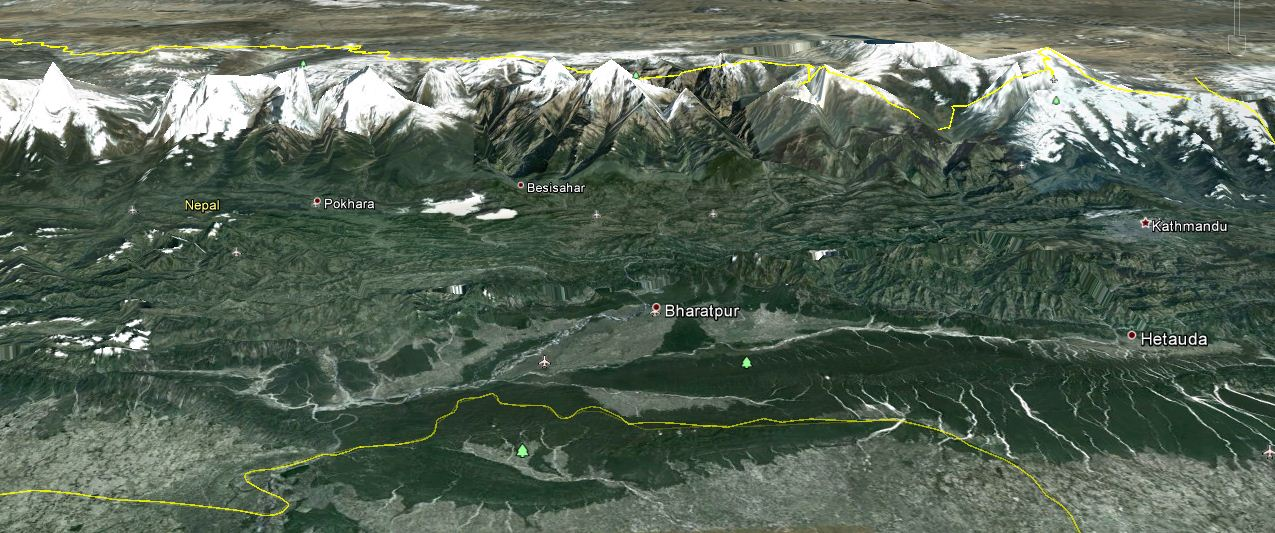 Besisahar
Nepal
Pokhara
Kathmandu
Bharatpur
Hetauda